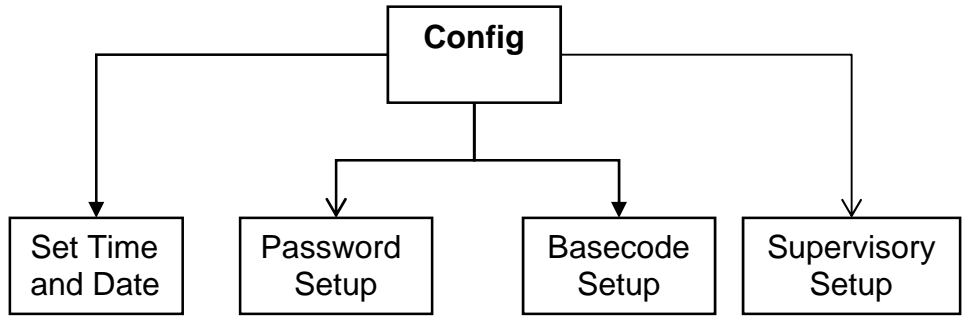 Config
Set Time
and Date
Password
Setup
Basecode
Setup
Supervisory
Setup